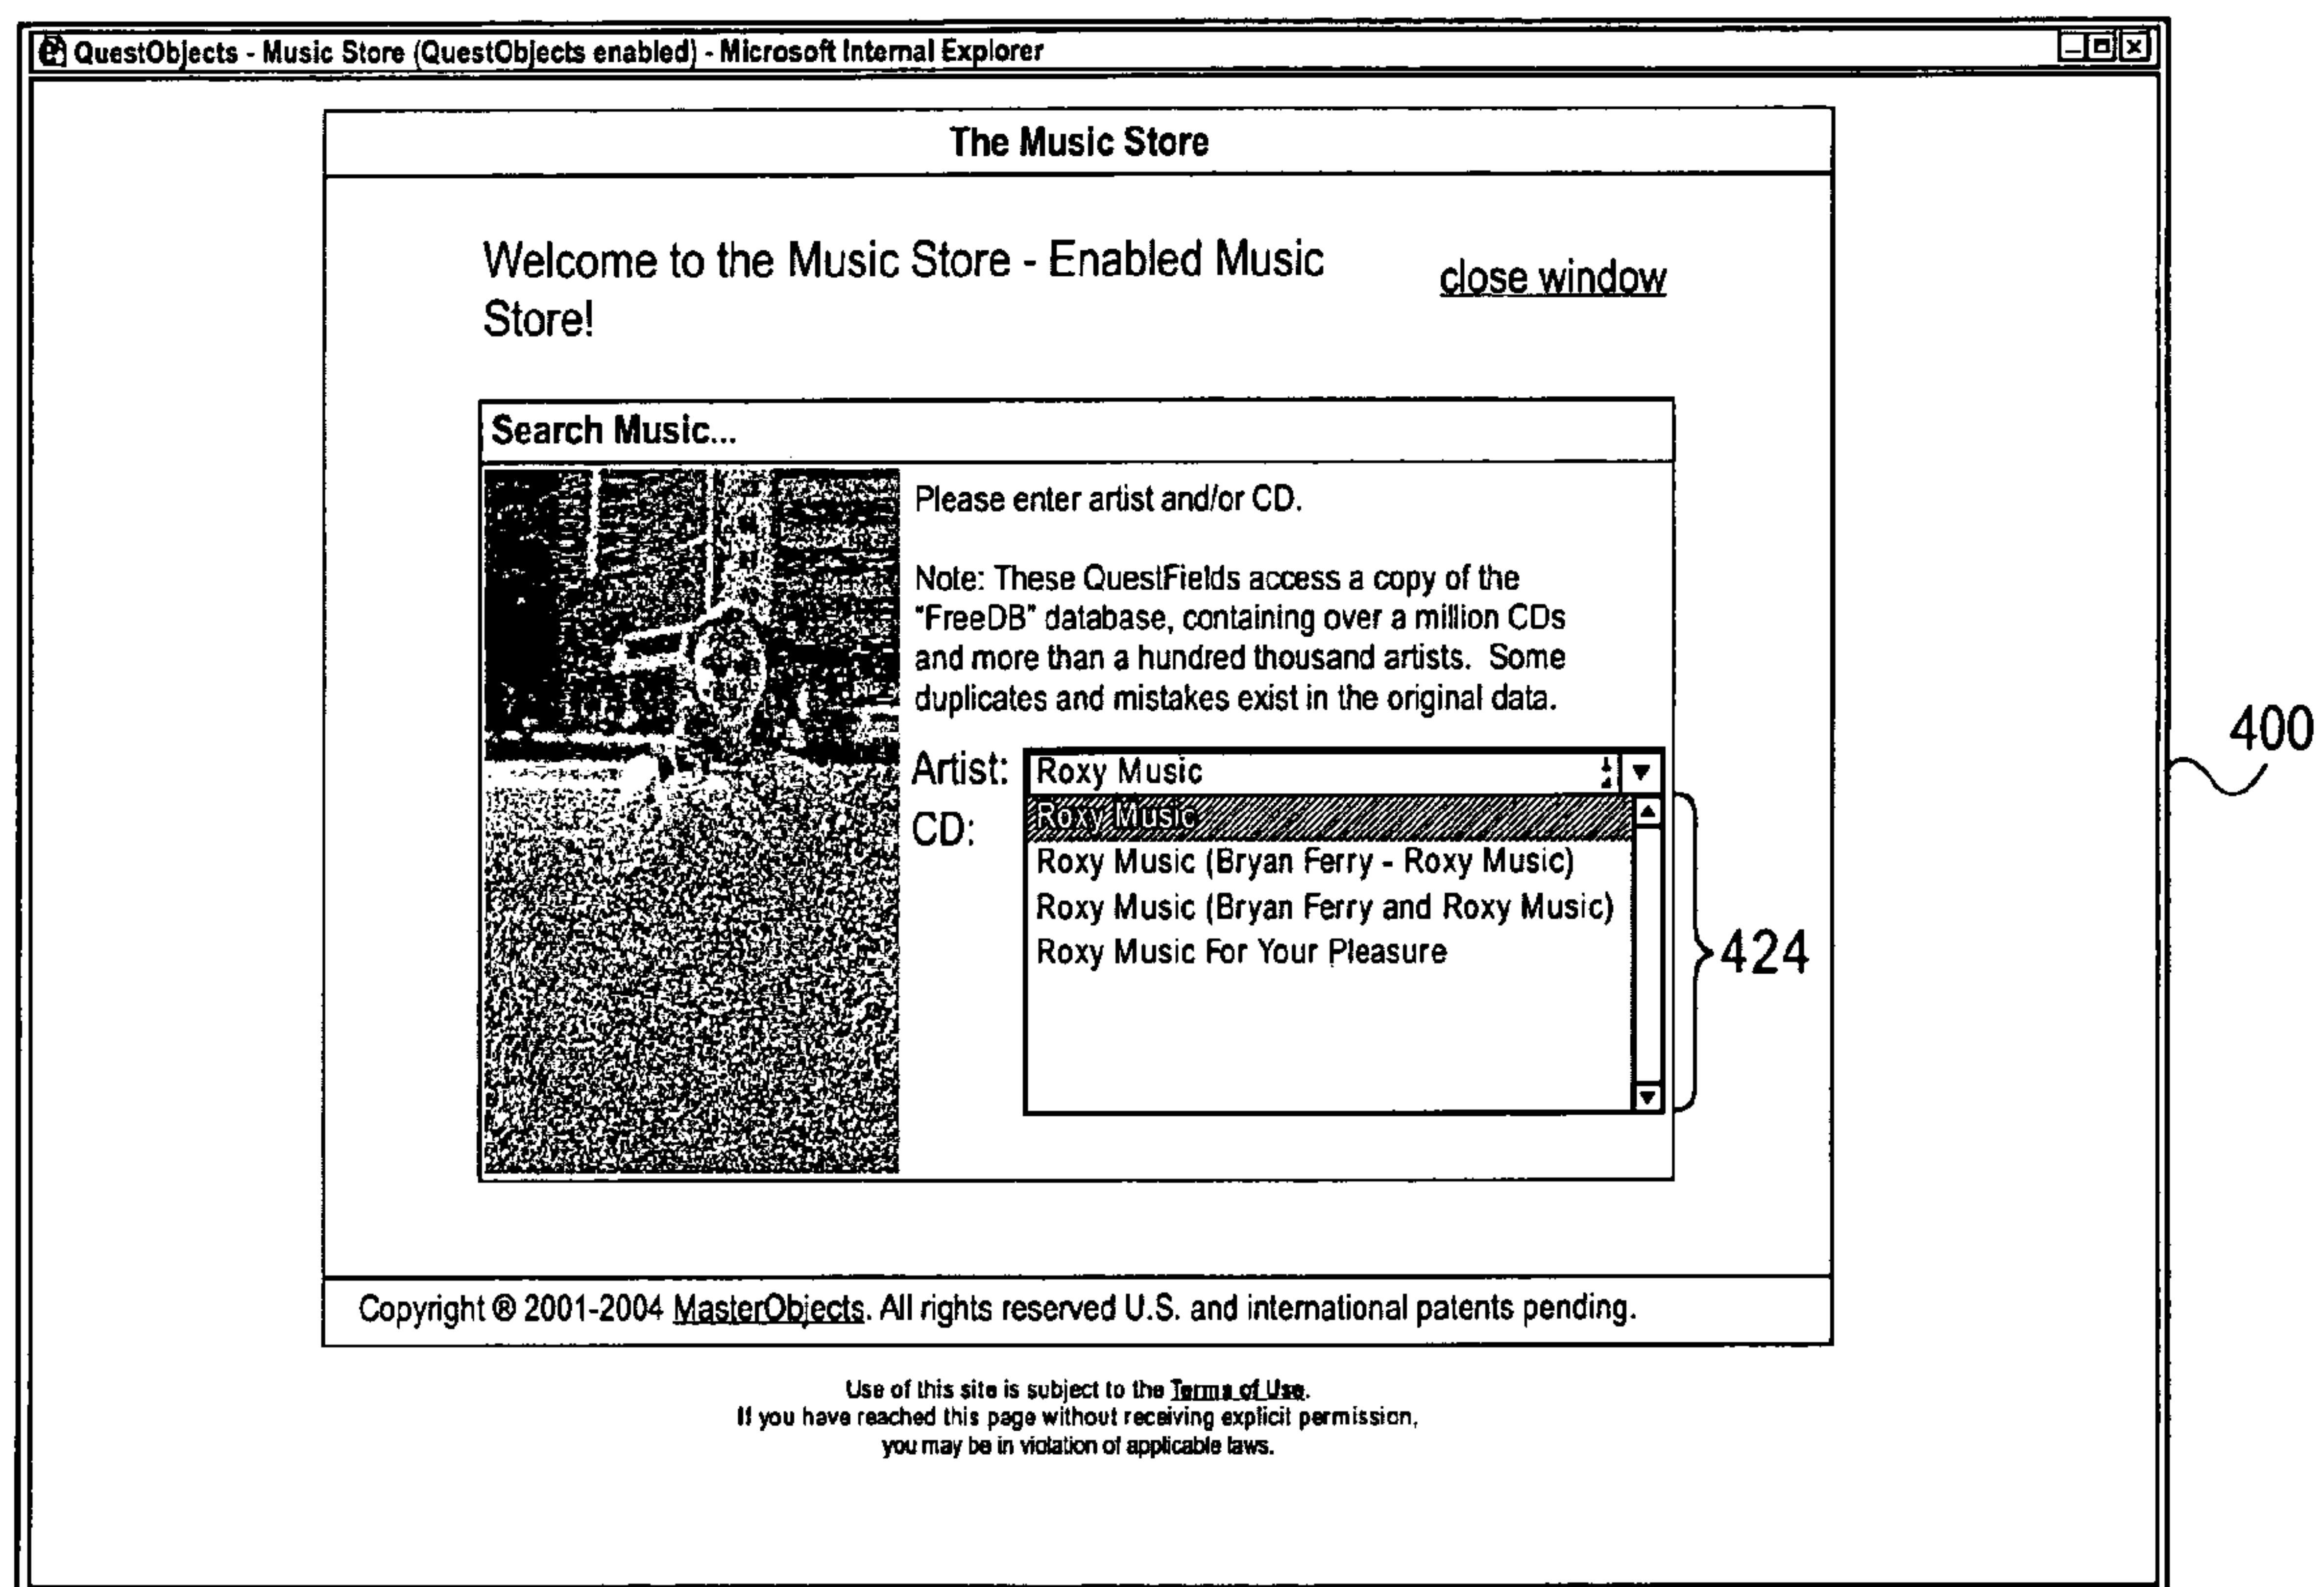 QuestObjects - Music Store (QuestObjects enabled) - Microsoft Internal Explorer
The Music Store
Welcome to the Music Store - Enabled Music
Store!
close window
Search Music...
Please enter artist and/or CD.
Note: These QuestFields access a copy of the
"FreeDB" database, containing over a million CDs
and more than a hundred thousand artists. Some
duplicates and mistakes exist in the original data.
Artist: Roxy Music
CD:
Roxy Music
Roxy Music (Bryan Ferry - Roxy Music)
Roxy Music (Bryan Ferry and Roxy Music)
Roxy Music For Your Pleasure
424
400
Copyright ® 2001-2004 MasterObjects. All rights reserved U.S. and international patents pending.
Use of this site is subject to the Terms of Use.
If you have reached this page without receiving explicit permission,
you may be in violation of applicable laws.